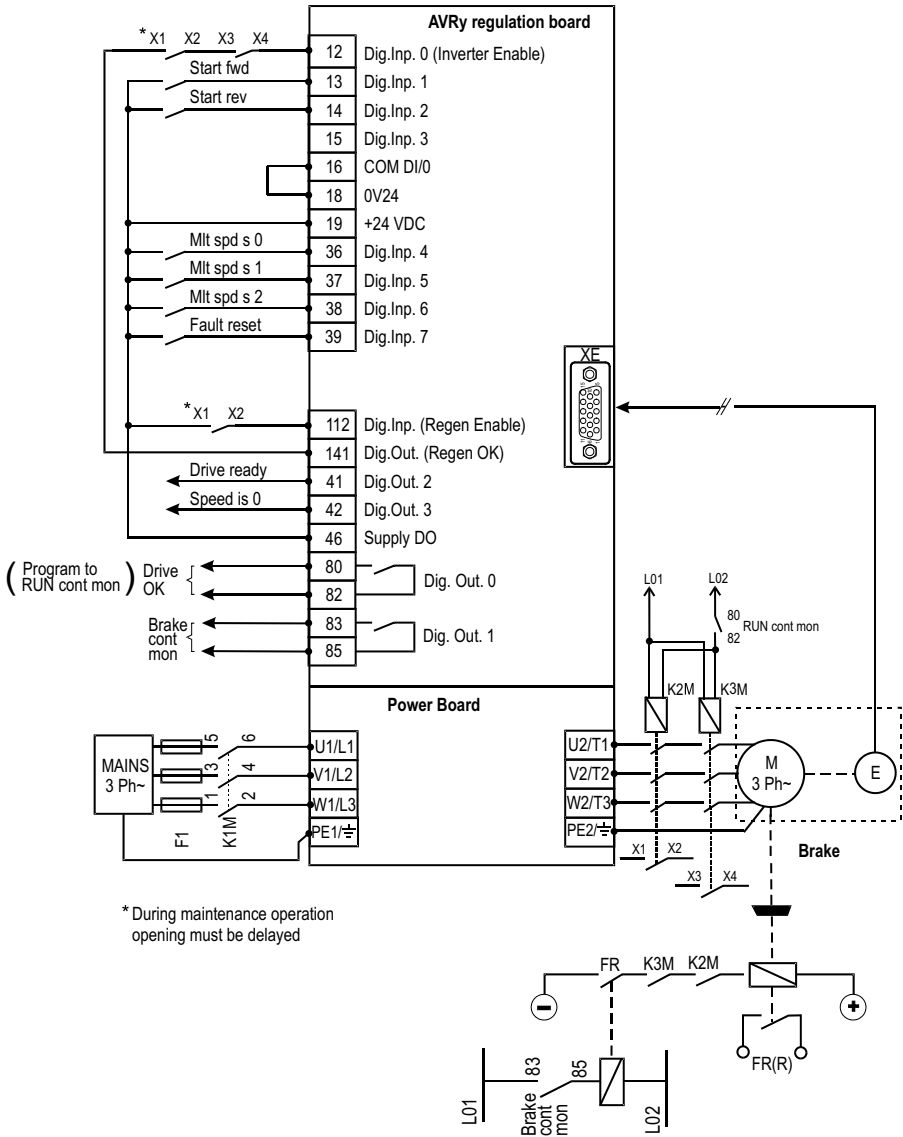 AVRy regulation board
* X1 X2 X3 X4
12 Dig.Inp. 0 (Inverter Enable)
Start fwd
13 Dig.Inp. 1
Start rev
14 Dig.Inp. 2
15 Dig.Inp. 3
16 COM DI/0
18 0V24
19 +24 VDC
Mlt spd s 0
36 Dig.Inp. 4
Mlt spd s 1
37 Dig.Inp. 5
Mlt spd s 2
38 Dig.Inp. 6
Fault reset
39 Dig.Inp. 7
XE
* X1 X2
112 Dig.Inp. (Regen Enable)
141 Dig.Out. (Regen OK)
Drive ready
41 Dig.Out. 2
Speed is 0
42 Dig.Out. 3
46 Supply DO
(Program to
RUN cont mon)
Drive
OK
80
82
Dig. Out. 0
Brake
cont
mon
83
85
Dig. Out. 1
L01 L02
80
RUN cont mon
82
K2M K3M
Power Board
MAINS
3 Ph~
5 6
3 4
1 2
F1
K1M
U1/L1
V1/L2
W1/L3
PE1/
U2/T1
V2/T2
W2/T3
PE2/
M
3 Ph~
E
X1 X2
X3 X4
Brake
* During maintenance operation
opening must be delayed
FR K3M K2M
− +
FR(R)
L01
83
85
Brake
cont
mon
L02